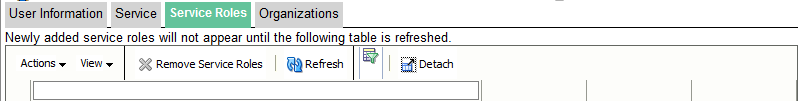 User Information Service Service Roles Organizations
Newly added service roles will not appear until the following table is refreshed.
Actions View Remove Service Roles Refresh Detach